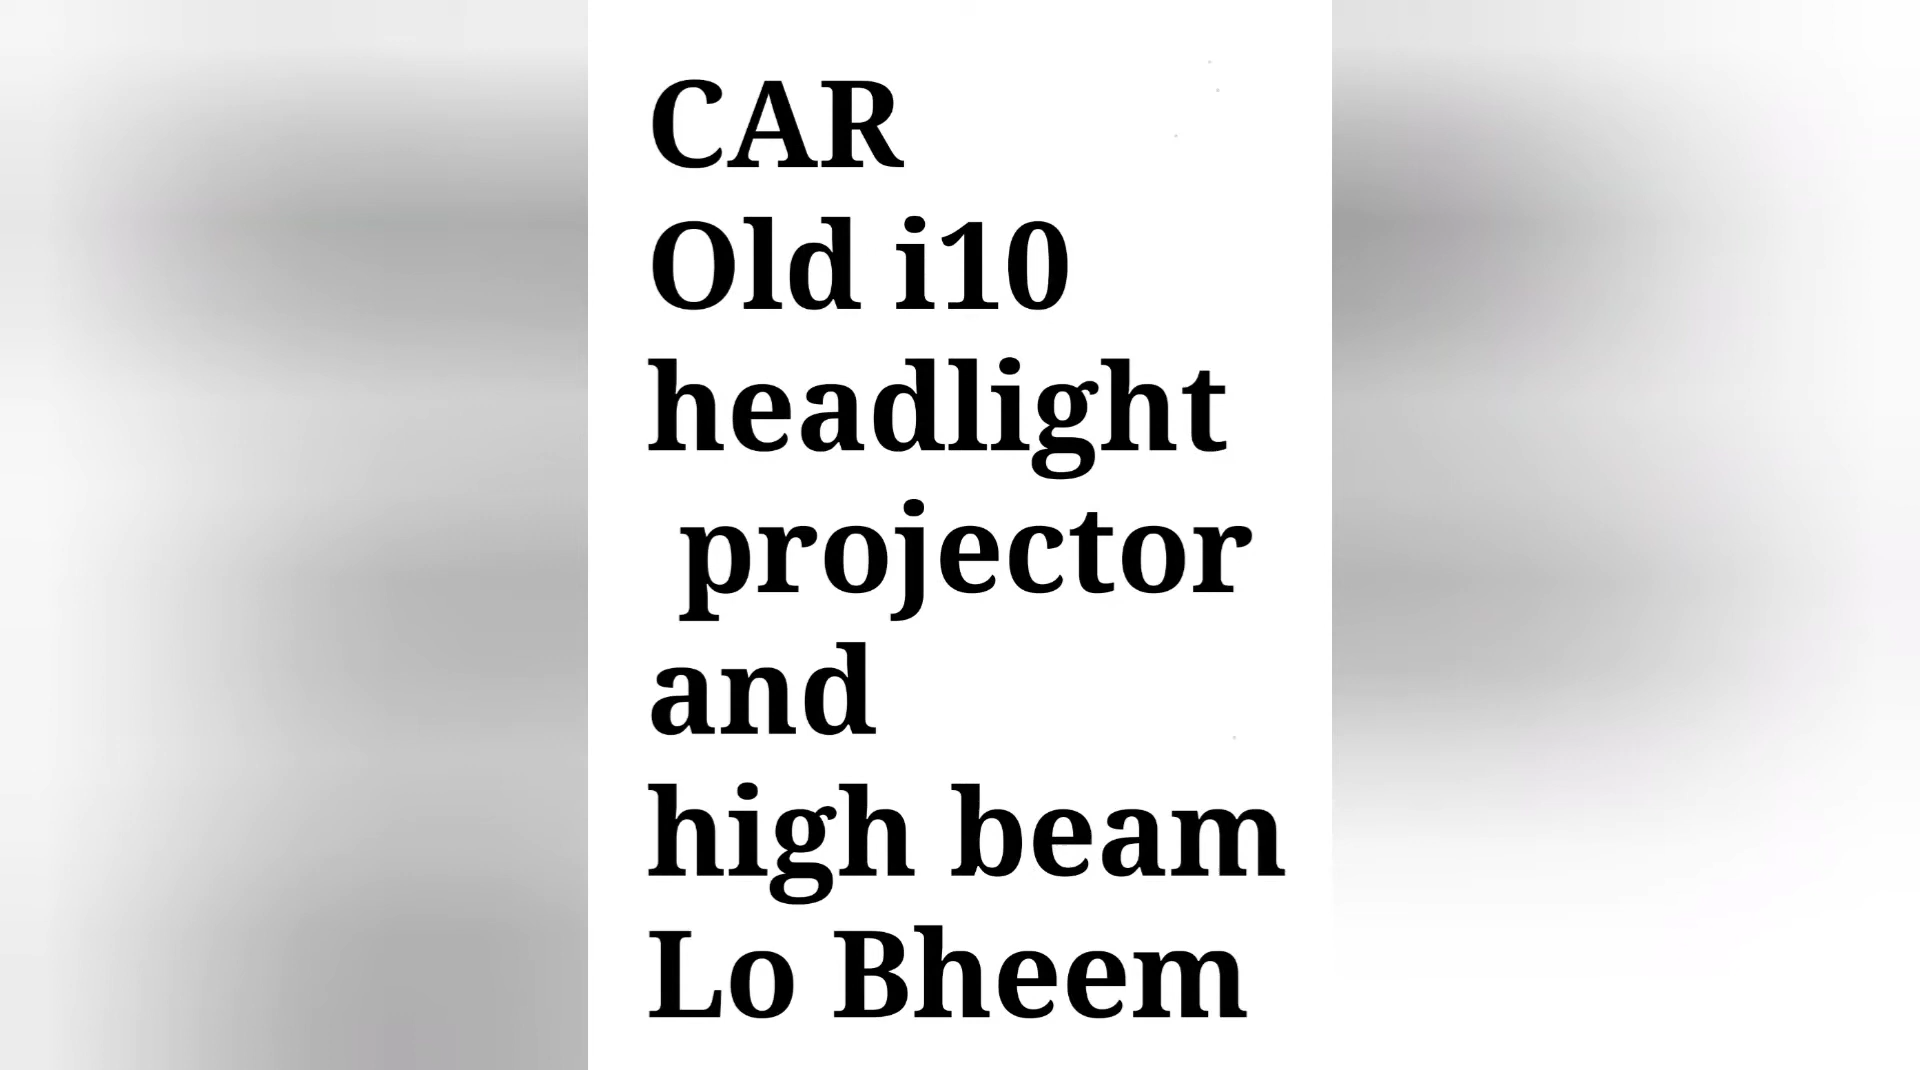 CAR
Old i10
headlight
projector
and
high beam
Lo Bheem